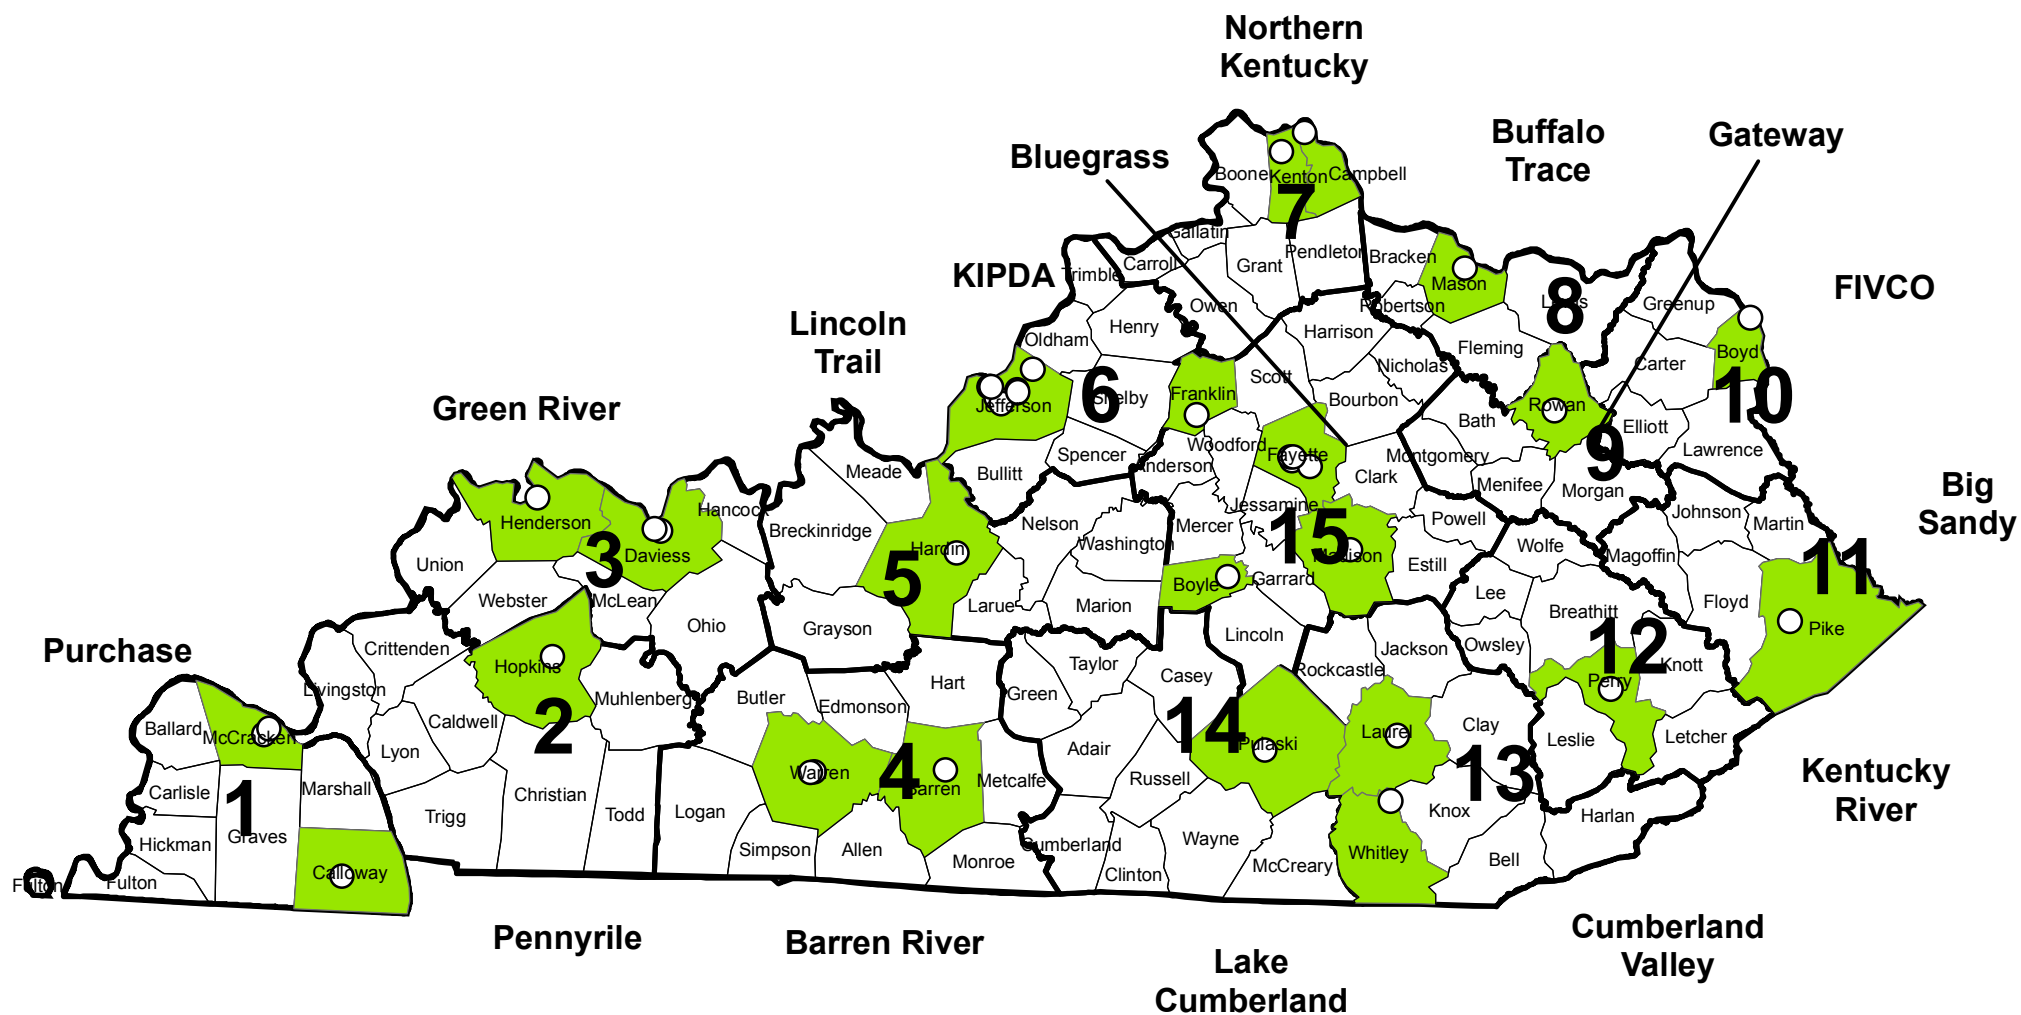 Northern
Kentucky
Buffalo
Trace
Gateway
Bluegrass
KIPDA
FIVCO
Lincoln
Trail
Green River
Big
Sandy
Purchase
Kentucky
River
Pennyrile
Barren River
Lake
Cumberland
Cumberland
Valley
Boone
Kenton
Campbell
7
Gallatin
Carroll
Trimble
Grant
Pendleton
Owen
Bracken
Mason
Robertson
8
Fleming
Greenup
Boyd
Carter
10
Elliott
Lawrence
Rowan
Bath
9
Montgomery
Menifee
Morgan
Henry
Oldham
Jefferson
6
Shelby
Spencer
Bullitt
Harrison
Nicholas
Scott
Bourbon
Franklin
Woodford
Fayette
Anderson
Clark
Jessamine
Mercer
15
Madison
Powell
Estill
Garrard
Boyle
Lincoln
Meade
Breckinridge
Hardin
5
Nelson
Washington
Marion
Larue
Grayson
Henderson
Daviess
Hancock
3
Union
Webster
McLean
Ohio
Hopkins
Crittenden
Livingston
Muhlenberg
Caldwell
2
Lyon
Trigg
Christian
Todd
Ballard
McCracken
Carlisle
1
Marshall
Hickman
Graves
Calloway
Fulton
Fulton
Butler
Edmonson
Hart
Warren
4
Barren
Metcalfe
Logan
Simpson
Allen
Monroe
Green
Taylor
Casey
Adair
14
Pulaski
Russell
Cumberland
Clinton
Wayne
McCreary
Rockcastle
Jackson
Laurel
Clay
13
Knox
Whitley
Bell
Harlan
Wolfe
Lee
Breathitt
Owsley
12
Perry
Knott
Leslie
Letcher
Johnson
Martin
Magoffin
11
Floyd
Pike